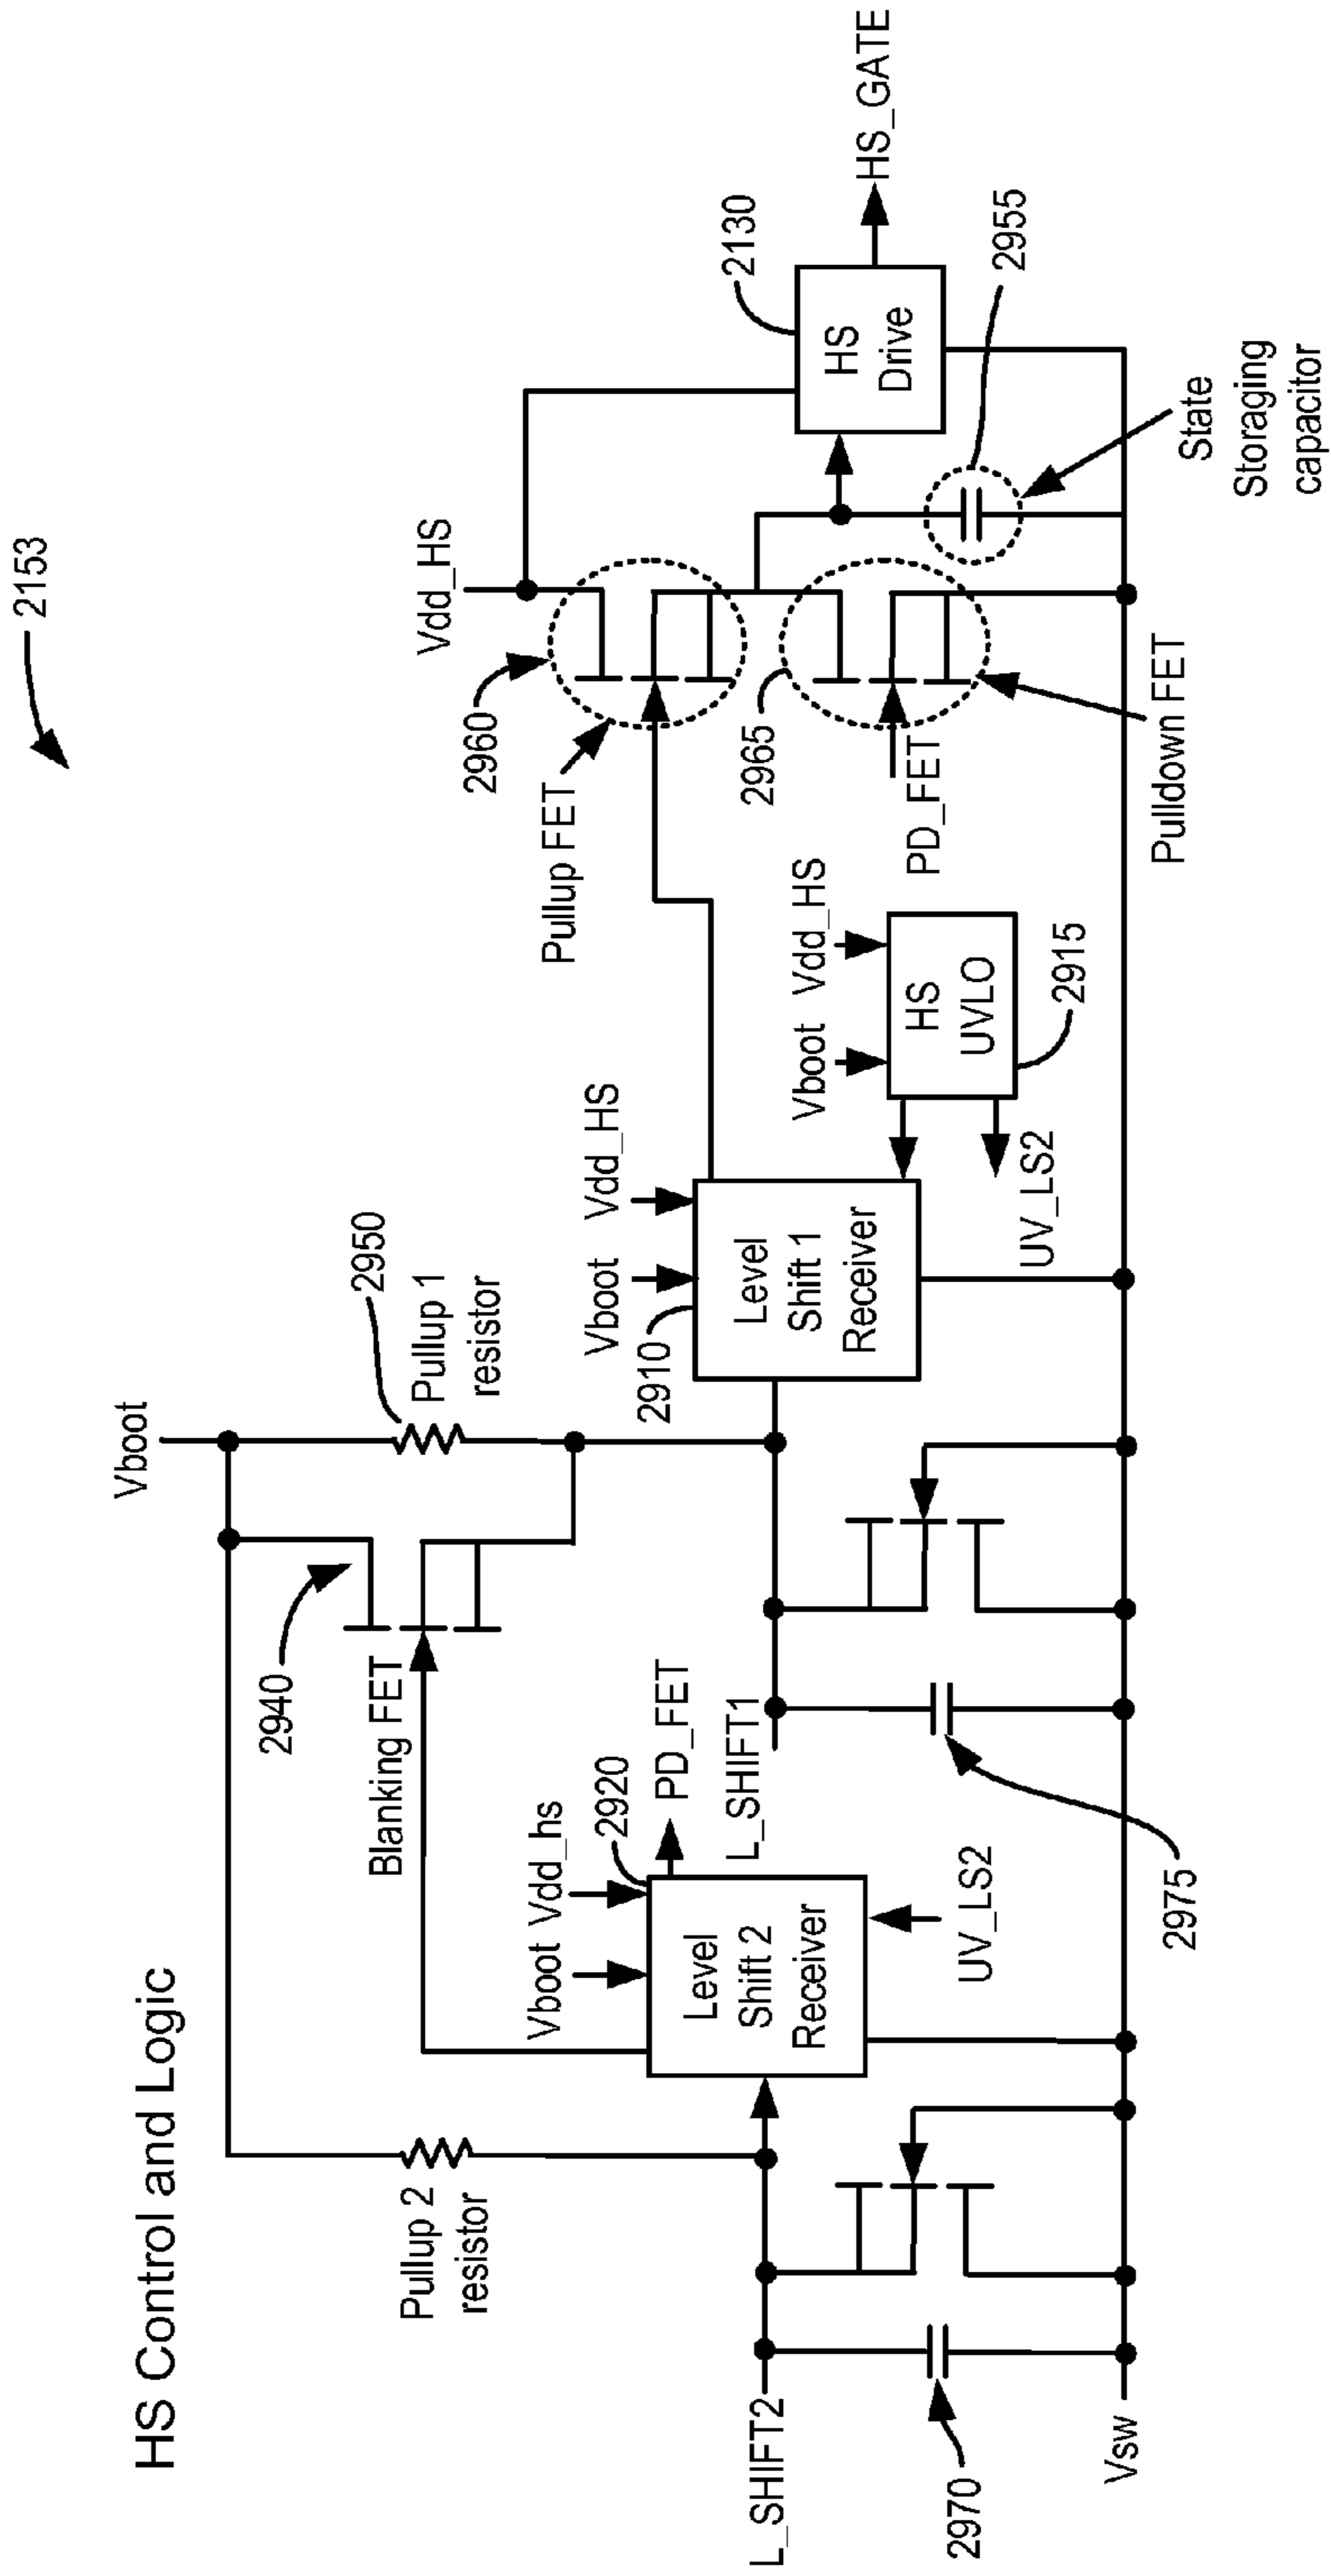 HS Control and Logic
2153
Vboot
Pullup 2
resistor
2940
Blanking FET
2950
Pullup 1
resistor
Vboot
Vdd_hs
2920
PD_FET
Level
Shift 2
Receiver
UV_LS2
L_SHIFT2
2970
Vsw
L_SHIFT1
2975
Vboot
Vdd_HS
2910
Level
Shift 1
Receiver
Vboot
Vdd_HS
HS
UVLO
2915
UV_LS2
Vdd_HS
2960
Pullup FET
2965
PD_FET
Pulldown FET
2130
HS
Drive
HS_GATE
2955
State
Storaging
capacitor